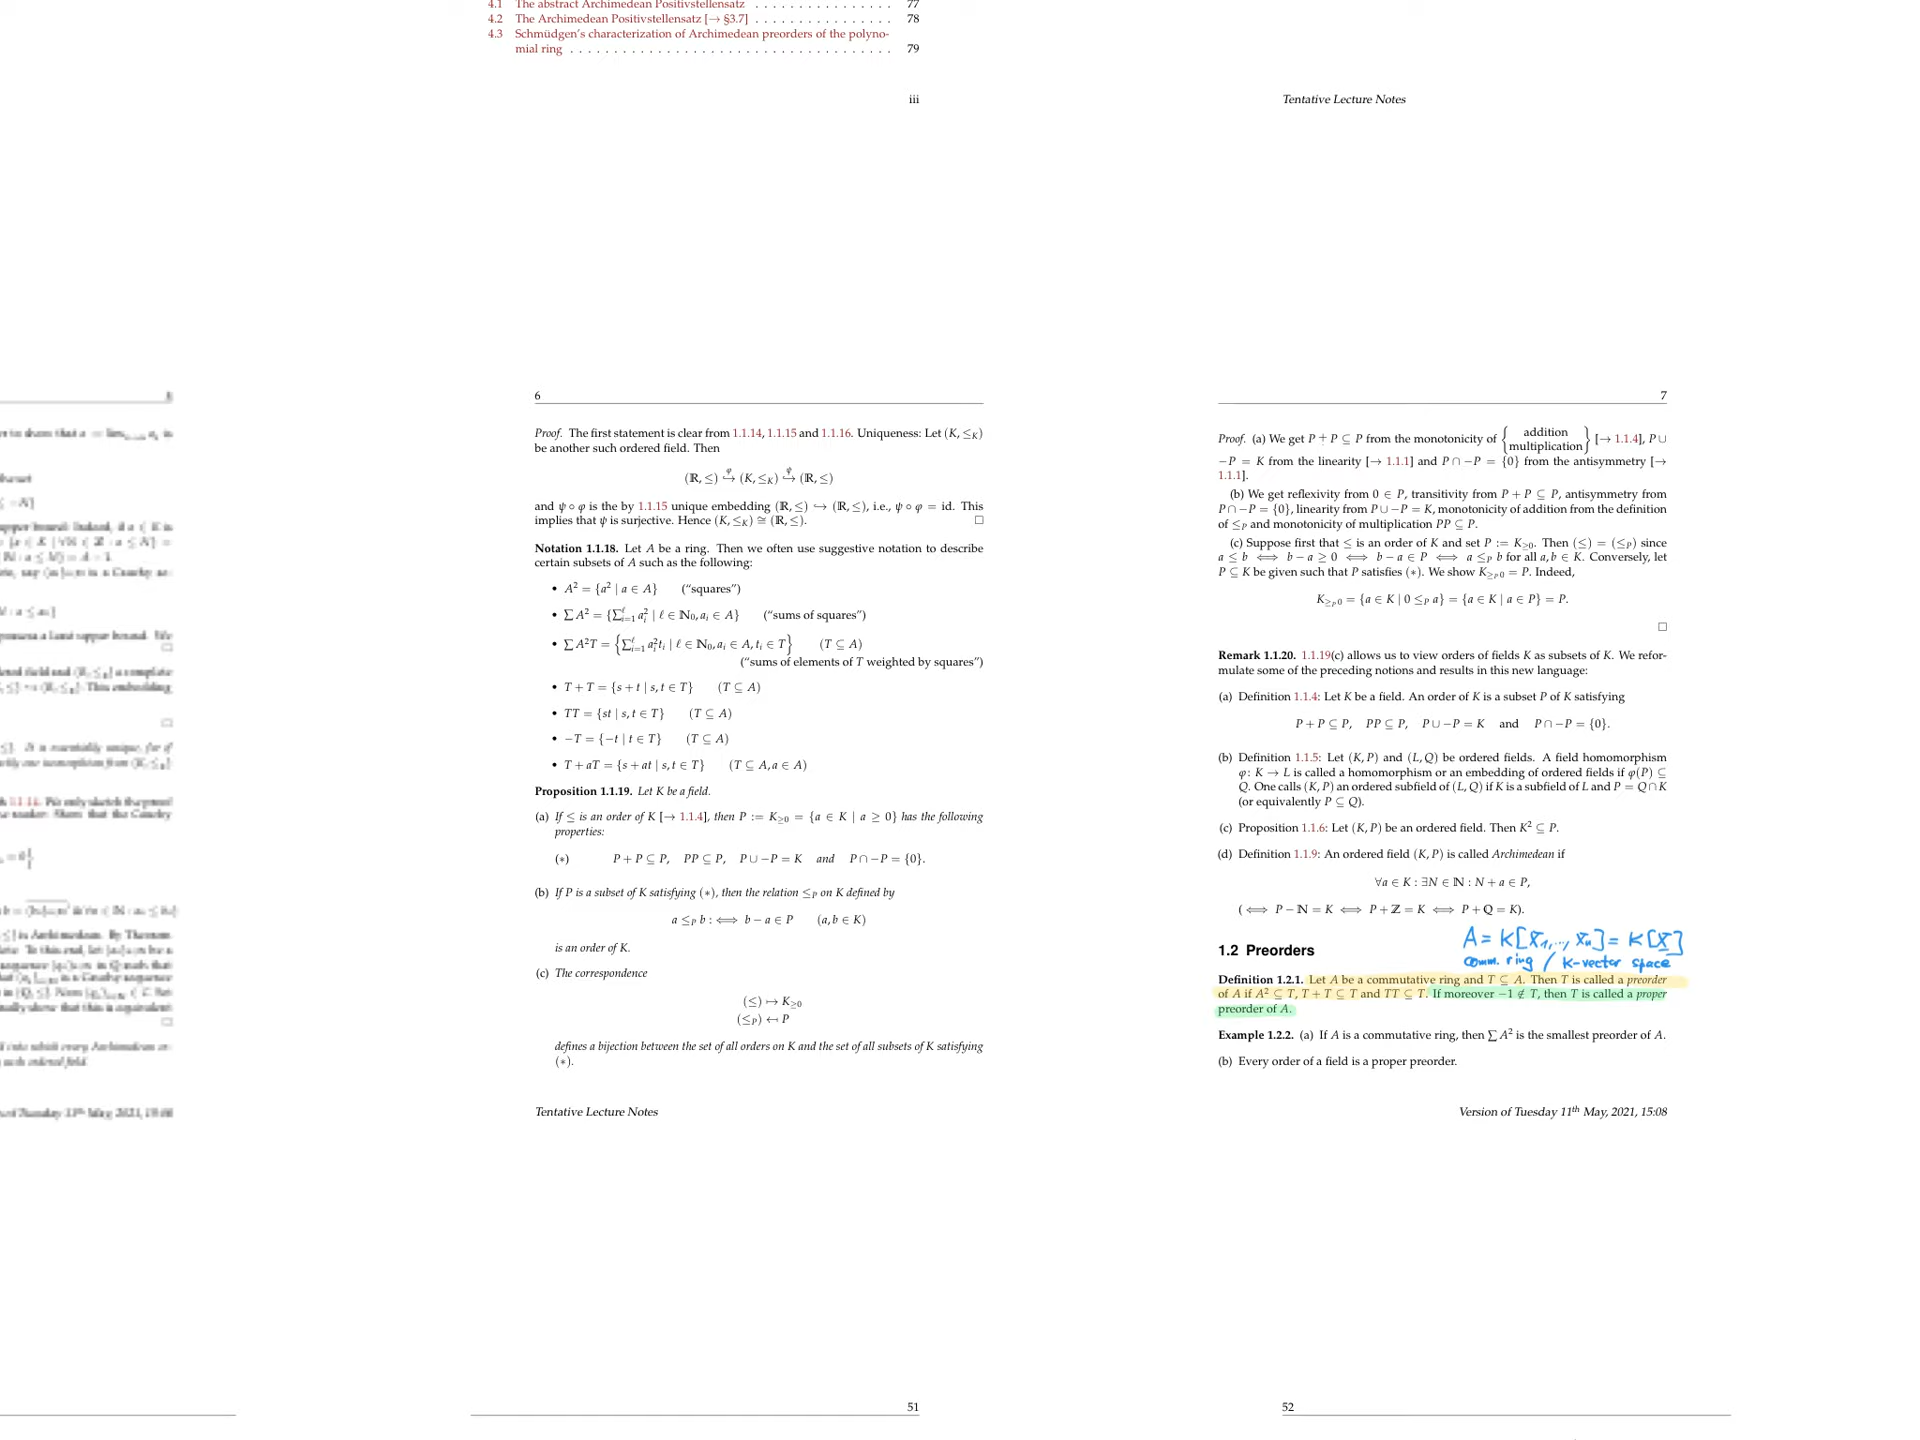 4.1 The abstract Archimedean Positivstellensatz . . . . . . . . . . . . . . . . 77
4.2 The Archimedean Positivstellensatz [→ §3.7] . . . . . . . . . . . . . . . . 78
4.3 Schmüdgen's characterization of Archimedean preorders of the polyno-
mial ring . . . . . . . . . . . . . . . . . . . . . . . . . . . . . . . . . . . . . 79
iii
Tentative Lecture Notes
6
Proof. The first statement is clear from 1.1.14, 1.1.15 and 1.1.16. Uniqueness: Let (K, ≤_K)
be another such ordered field. Then
(ℝ, ≤) ↪^φ (K, ≤_K) ↪^ψ (ℝ, ≤)
and ψ ∘ φ is the by 1.1.15 unique embedding (ℝ, ≤) ↪ (ℝ, ≤), i.e., ψ ∘ φ = id. This
implies that ψ is surjective. Hence (K, ≤_K) ≅ (ℝ, ≤). □
Notation 1.1.18. Let A be a ring. Then we often use suggestive notation to describe
certain subsets of A such as the following:
• A² = {a² | a ∈ A} ("squares")
• ∑ A² = {∑_{i=1}^ℓ a_i² | ℓ ∈ ℕ₀, a_i ∈ A} ("sums of squares")
• ∑ A²T = {∑_{i=1}^ℓ a_i² t_i | ℓ ∈ ℕ₀, a_i ∈ A, t_i ∈ T} (T ⊆ A)
("sums of elements of T weighted by squares")
• T + T = {s + t | s, t ∈ T} (T ⊆ A)
• TT = {st | s, t ∈ T} (T ⊆ A)
• −T = {−t | t ∈ T} (T ⊆ A)
• T + aT = {s + at | s, t ∈ T} (T ⊆ A, a ∈ A)
Proposition 1.1.19. Let K be a field.
(a) If ≤ is an order of K [→ 1.1.4], then P := K_{≥0} = {a ∈ K | a ≥ 0} has the following
properties:
(∗) P + P ⊆ P, PP ⊆ P, P ∪ −P = K and P ∩ −P = {0}.
(b) If P is a subset of K satisfying (∗), then the relation ≤_P on K defined by
a ≤_P b :⟺ b − a ∈ P (a, b ∈ K)
is an order of K.
(c) The correspondence
(≤) ↦ K_{≥0}
(≤_P) ↤ P
defines a bijection between the set of all orders on K and the set of all subsets of K satisfying
(∗).
Tentative Lecture Notes
7
Proof. (a) We get P + P ⊆ P from the monotonicity of {addition
multiplication} [→ 1.1.4], P ∪
−P = K from the linearity [→ 1.1.1] and P ∩ −P = {0} from the antisymmetry [→
1.1.1].
(b) We get reflexivity from 0 ∈ P, transitivity from P + P ⊆ P, antisymmetry from
P ∩ −P = {0}, linearity from P ∪ −P = K, monotonicity of addition from the definition
of ≤_P and monotonicity of multiplication PP ⊆ P.
(c) Suppose first that ≤ is an order of K and set P := K_{≥0}. Then (≤) = (≤_P) since
a ≤ b ⟺ b − a ≥ 0 ⟺ b − a ∈ P ⟺ a ≤_P b for all a, b ∈ K. Conversely, let
P ⊆ K be given such that P satisfies (∗). We show K_{≥_P 0} = P. Indeed,
K_{≥_P 0} = {a ∈ K | 0 ≤_P a} = {a ∈ K | a ∈ P} = P.
□
Remark 1.1.20. 1.1.19(c) allows us to view orders of fields K as subsets of K. We refor-
mulate some of the preceding notions and results in this new language:
(a) Definition 1.1.4: Let K be a field. An order of K is a subset P of K satisfying
P + P ⊆ P, PP ⊆ P, P ∪ −P = K and P ∩ −P = {0}.
(b) Definition 1.1.5: Let (K, P) and (L, Q) be ordered fields. A field homomorphism
φ: K → L is called a homomorphism or an embedding of ordered fields if φ(P) ⊆
Q. One calls (K, P) an ordered subfield of (L, Q) if K is a subfield of L and P = Q ∩ K
(or equivalently P ⊆ Q).
(c) Proposition 1.1.6: Let (K, P) be an ordered field. Then K² ⊆ P.
(d) Definition 1.1.9: An ordered field (K, P) is called Archimedean if
∀a ∈ K : ∃N ∈ ℕ : N + a ∈ P,
( ⟺ P − ℕ = K ⟺ P + ℤ = K ⟺ P + ℚ = K).
A = K[X₁, .., Xₙ] = K[X]
comm. ring / K-vector space
1.2 Preorders
Definition 1.2.1. Let A be a commutative ring and T ⊆ A. Then T is called a preorder
of A if A² ⊆ T, T + T ⊆ T and TT ⊆ T. If moreover −1 ∉ T, then T is called a proper
preorder of A.
Example 1.2.2. (a) If A is a commutative ring, then ∑ A² is the smallest preorder of A.
(b) Every order of a field is a proper preorder.
Version of Tuesday 11th May, 2021, 15:08
51
52